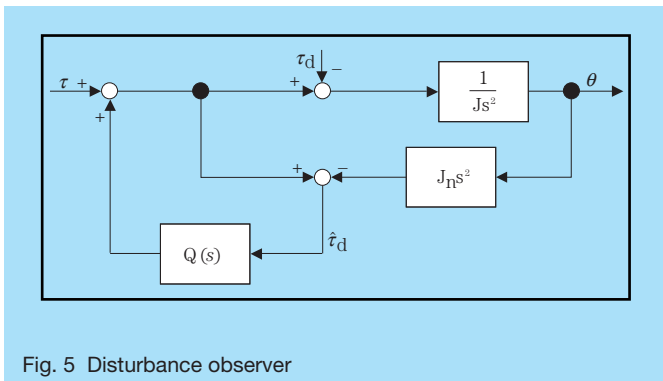 τd −
τ + + 1 θ
Js²
+
+ − Jns²
Q (s) τ̂d
Fig. 5 Disturbance observer